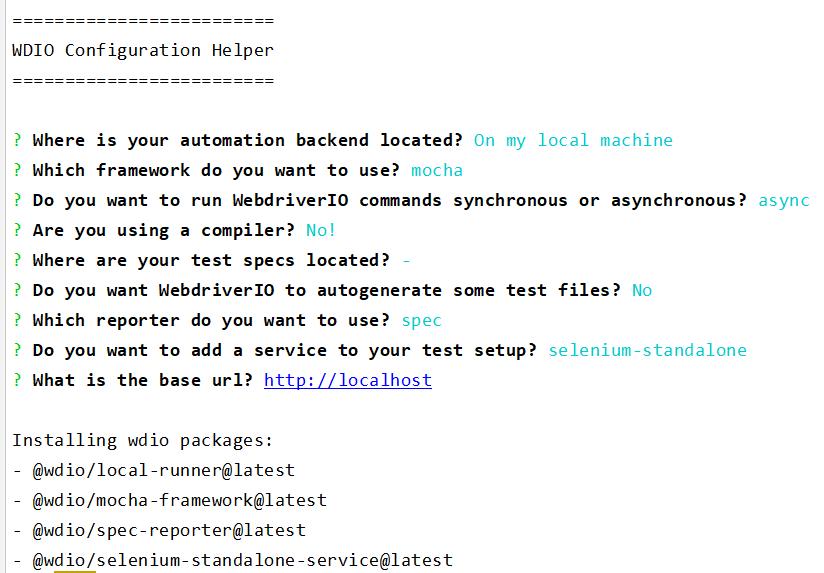 =========================
WDIO Configuration Helper
=========================
? Where is your automation backend located? On my local machine
? Which framework do you want to use? mocha
? Do you want to run WebdriverIO commands synchronous or asynchronous? async
? Are you using a compiler? No!
? Where are your test specs located? -
? Do you want WebdriverIO to autogenerate some test files? No
? Which reporter do you want to use? spec
? Do you want to add a service to your test setup? selenium-standalone
? What is the base url? http://localhost
Installing wdio packages:
- @wdio/local-runner@latest
- @wdio/mocha-framework@latest
- @wdio/spec-reporter@latest
- @wdio/selenium-standalone-service@latest